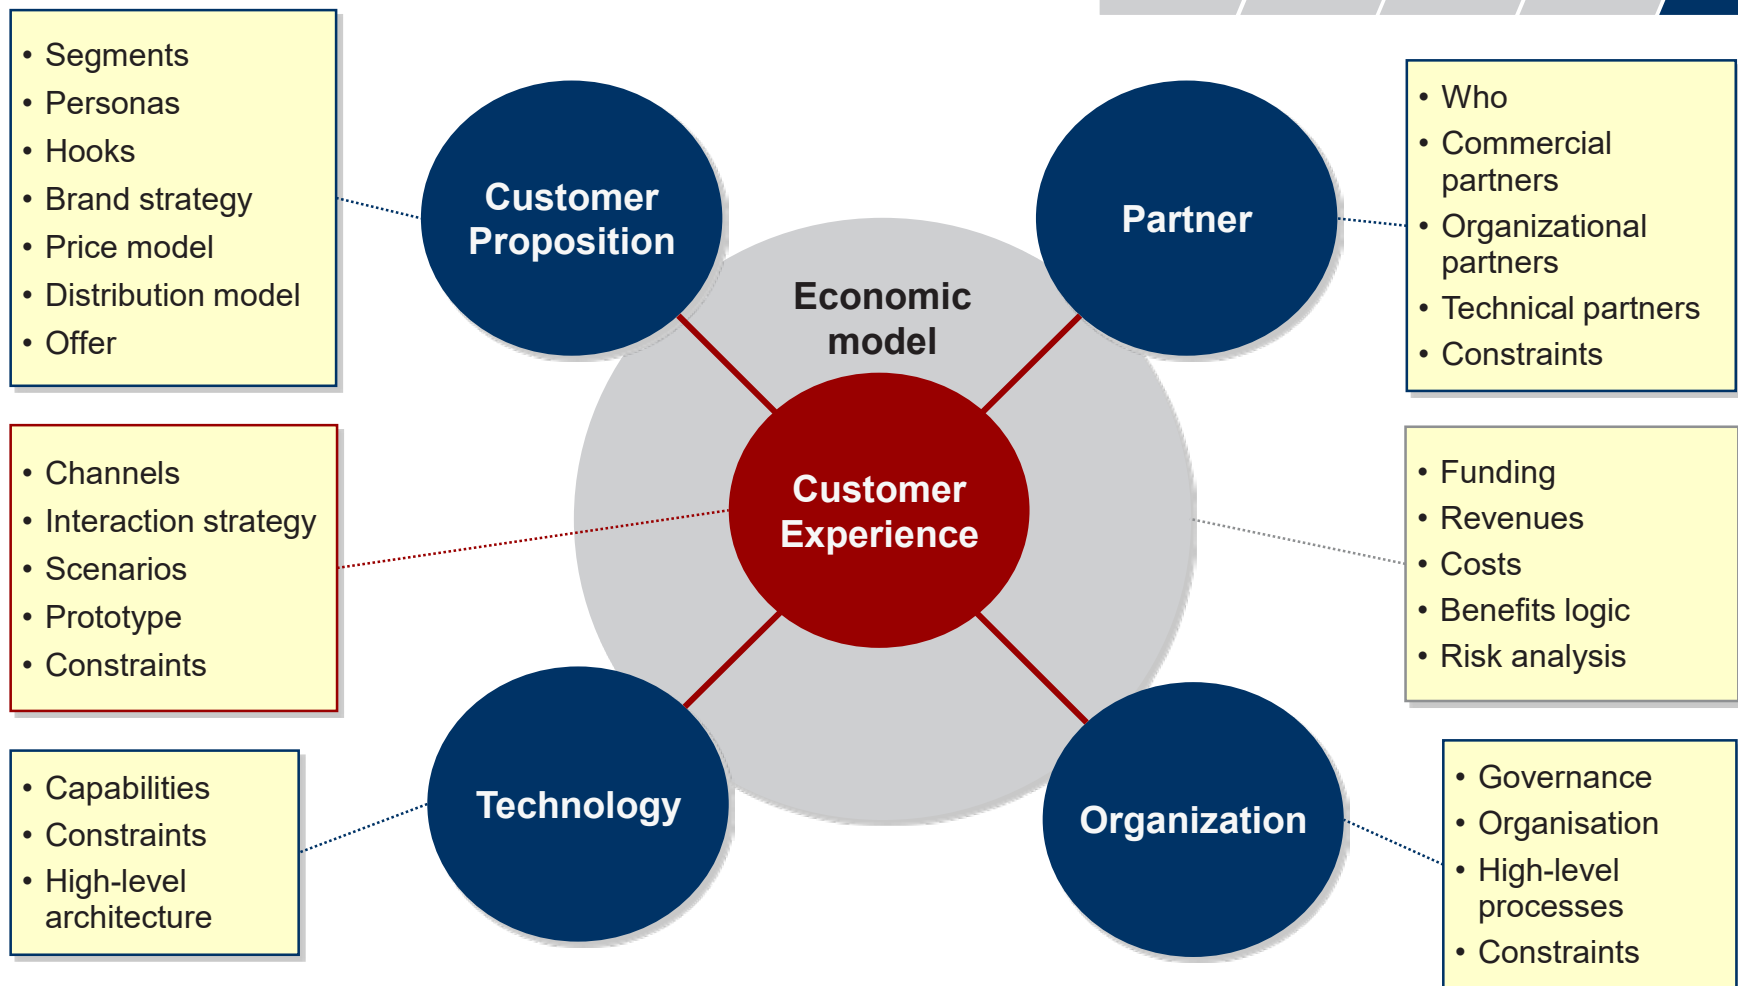 • Segments
• Personas
• Hooks
• Brand strategy
• Price model
• Distribution model
• Offer
Customer
Proposition
Partner
• Who
• Commercial
partners
• Organizational
partners
• Technical partners
• Constraints
Economic
model
• Channels
• Interaction strategy
• Scenarios
• Prototype
• Constraints
Customer
Experience
• Funding
• Revenues
• Costs
• Benefits logic
• Risk analysis
• Capabilities
• Constraints
• High-level
architecture
Technology
Organization
• Governance
• Organisation
• High-level
processes
• Constraints